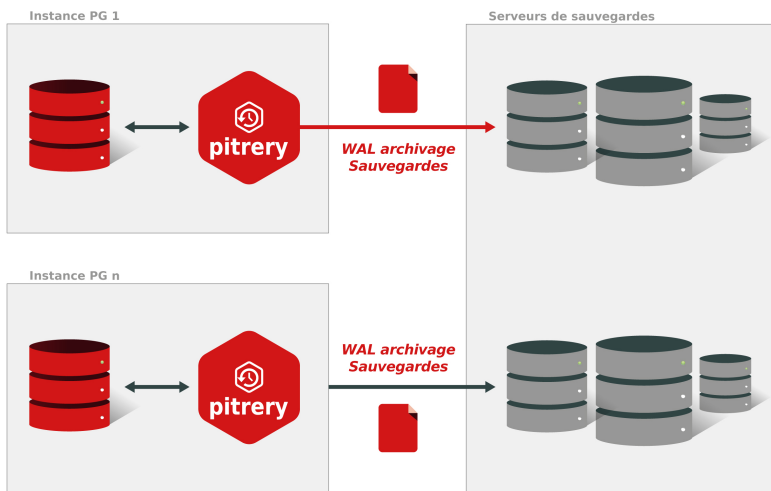 Instance PG 1
Serveurs de sauvegardes
pitrery
WAL archivage
Sauvegardes
Instance PG n
WAL archivage
Sauvegardes
pitrery